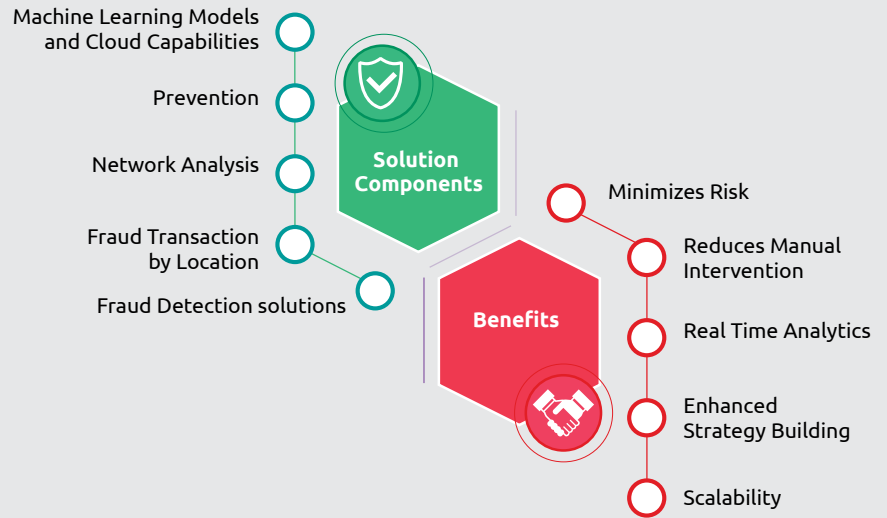 Machine Learning Models
and Cloud Capabilities
Prevention
Network Analysis
Fraud Transaction
by Location
Fraud Detection solutions
Solution
Components
Minimizes Risk
Reduces Manual
Intervention
Real Time Analytics
Enhanced
Strategy Building
Scalability
Benefits